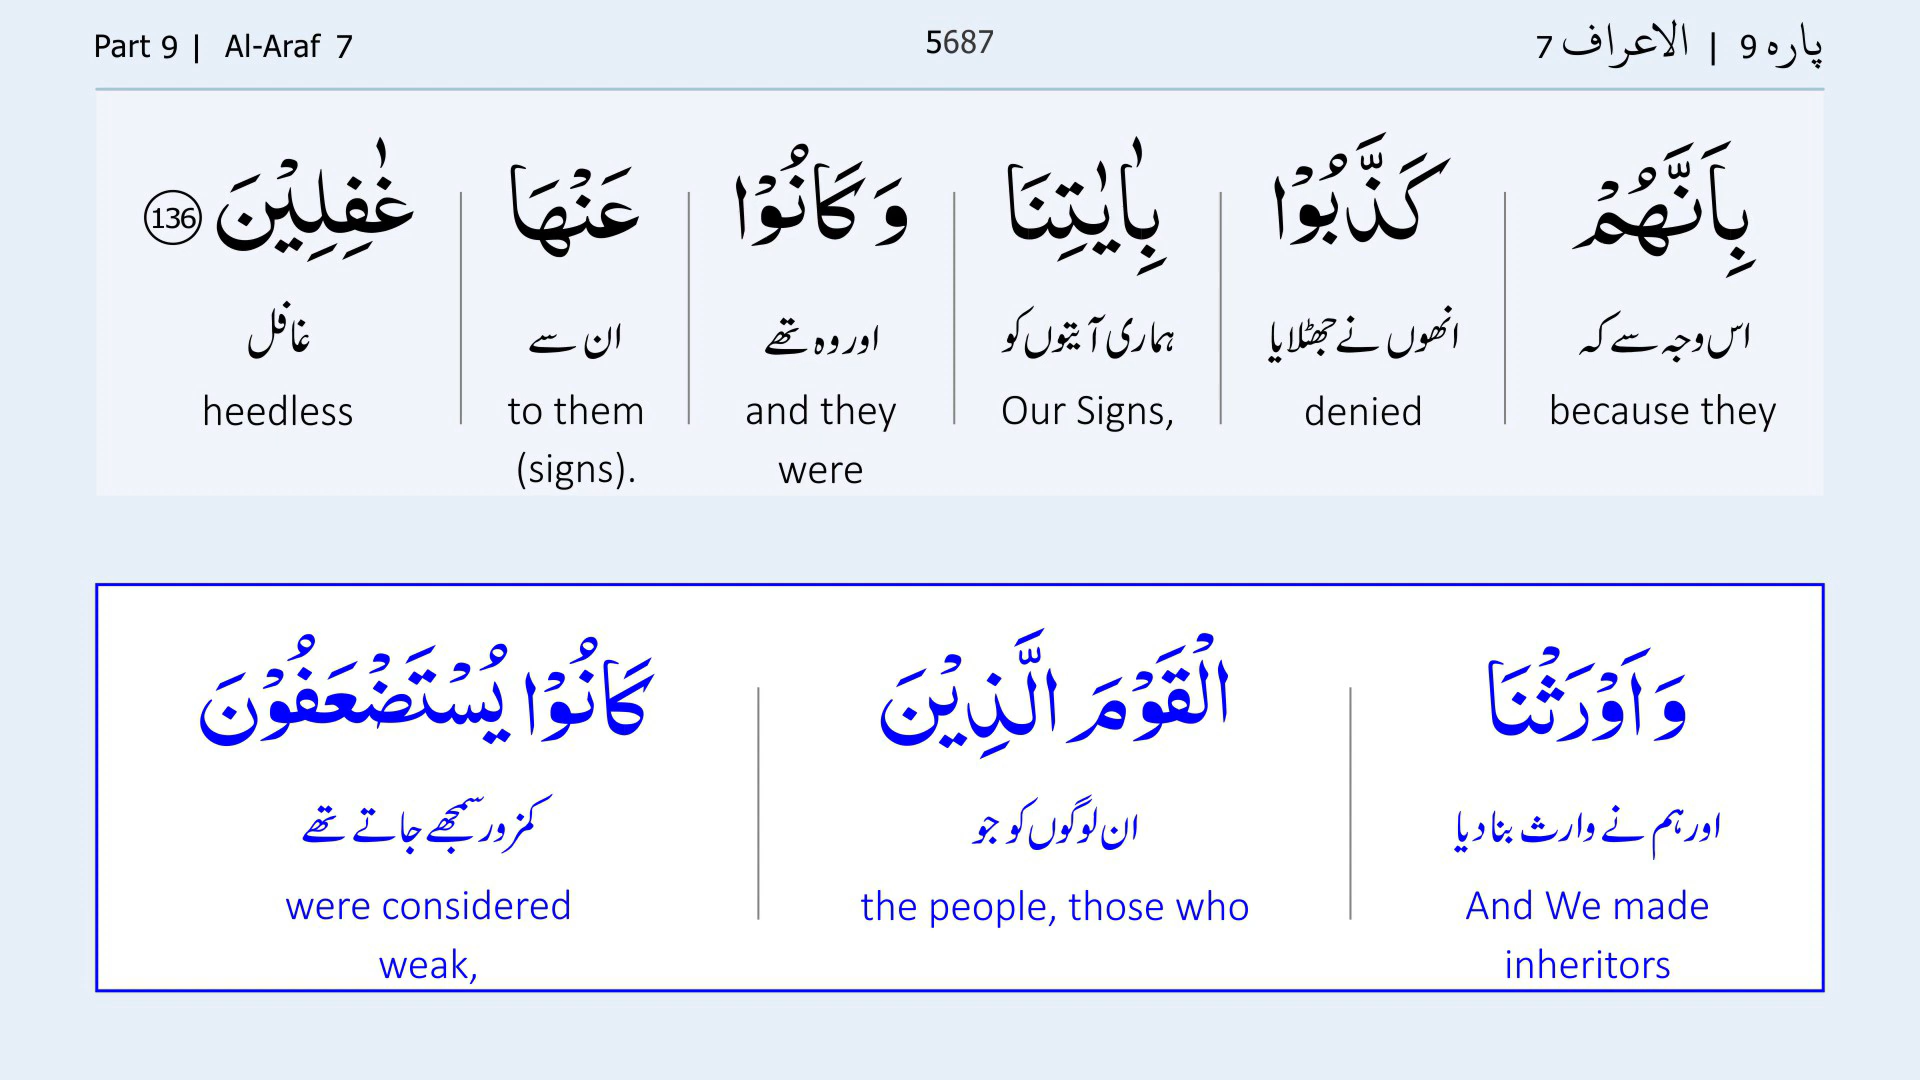 Part 9 | Al-Araf 7
5687
پارہ 9 | الاعراف 7
بِاَنَّهُمْ كَذَّبُوْا بِاٰيٰتِنَا وَ كَانُوْا عَنْهَا غٰفِلِيْنَ 136
اس وجہ سے کہ انھوں نے جھٹلایا ہماری آیتوں کو اور وہ تھے ان سے غافل
because they denied Our Signs, and they to them heedless
were (signs).
وَ اَوْرَثْنَا الْقَوْمَ الَّذِيْنَ كَانُوْا يُسْتَضْعَفُوْنَ
اور ہم نے وارث بنا دیا ان لوگوں کو جو کمزور سمجھے جاتے تھے
And We made the people, those who were considered
inheritors weak,